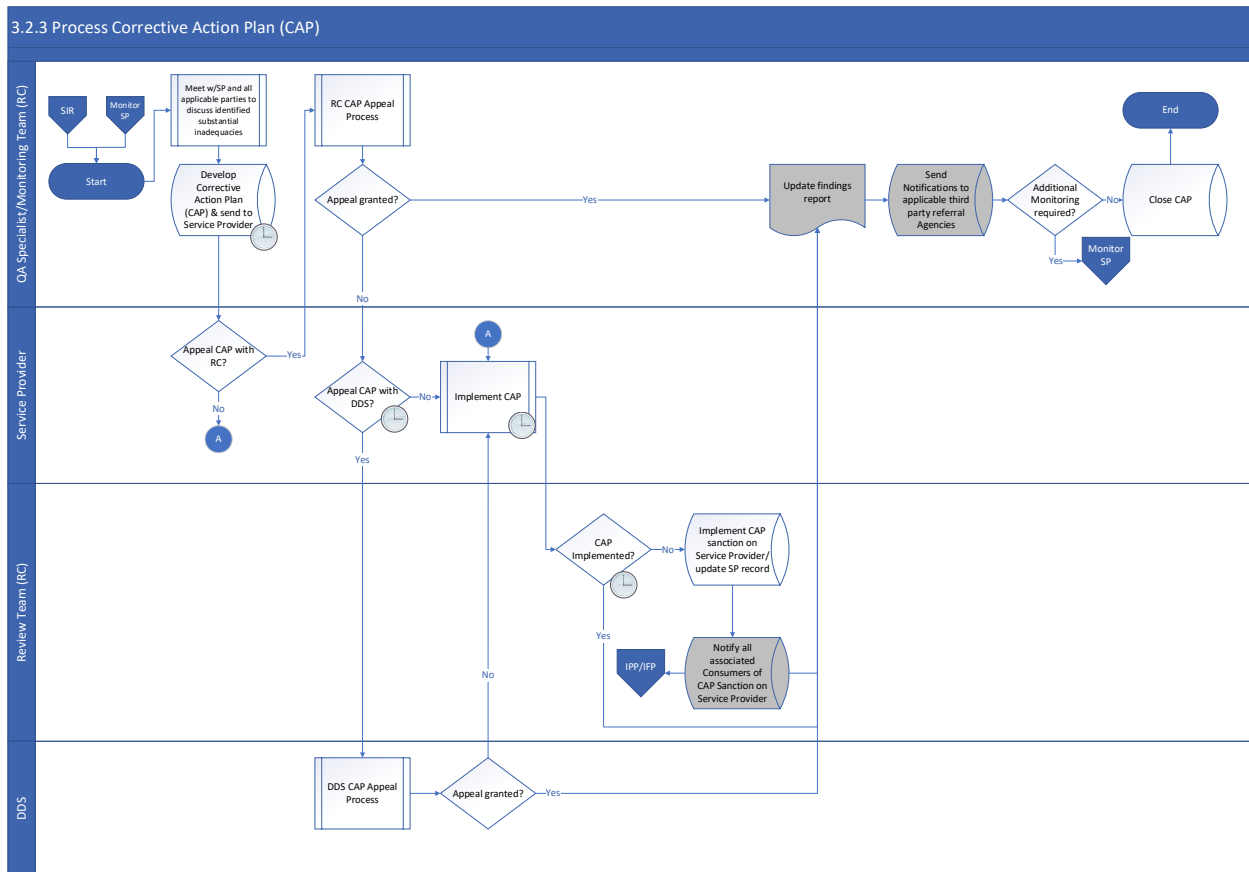 3.2.3 Process Corrective Action Plan (CAP)
QA Specialist/Monitoring Team (RC)
SIR
Monitor
SP
Start
Meet w/SP and all
applicable parties to
discuss identified
substantial
inadequacies
Develop
Corrective
Action Plan
(CAP) & send to
Service Provider
RC CAP Appeal
Process
Appeal granted?
Yes
No
Update findings
report
Send
Notifications to
applicable third
party referral
Agencies
Additional
Monitoring
required?
No
Yes
Monitor
SP
Close CAP
End
Service Provider
Appeal CAP with
RC?
Yes
No
A
Appeal CAP with
DDS?
No
Yes
A
Implement CAP
Review Team (RC)
CAP
Implemented?
No
Yes
Implement CAP
sanction on
Service Provider/
update SP record
Notify all
associated
Consumers of
CAP Sanction on
Service Provider
IPP/IFP
No
DDS
DDS CAP Appeal
Process
Appeal granted?
Yes